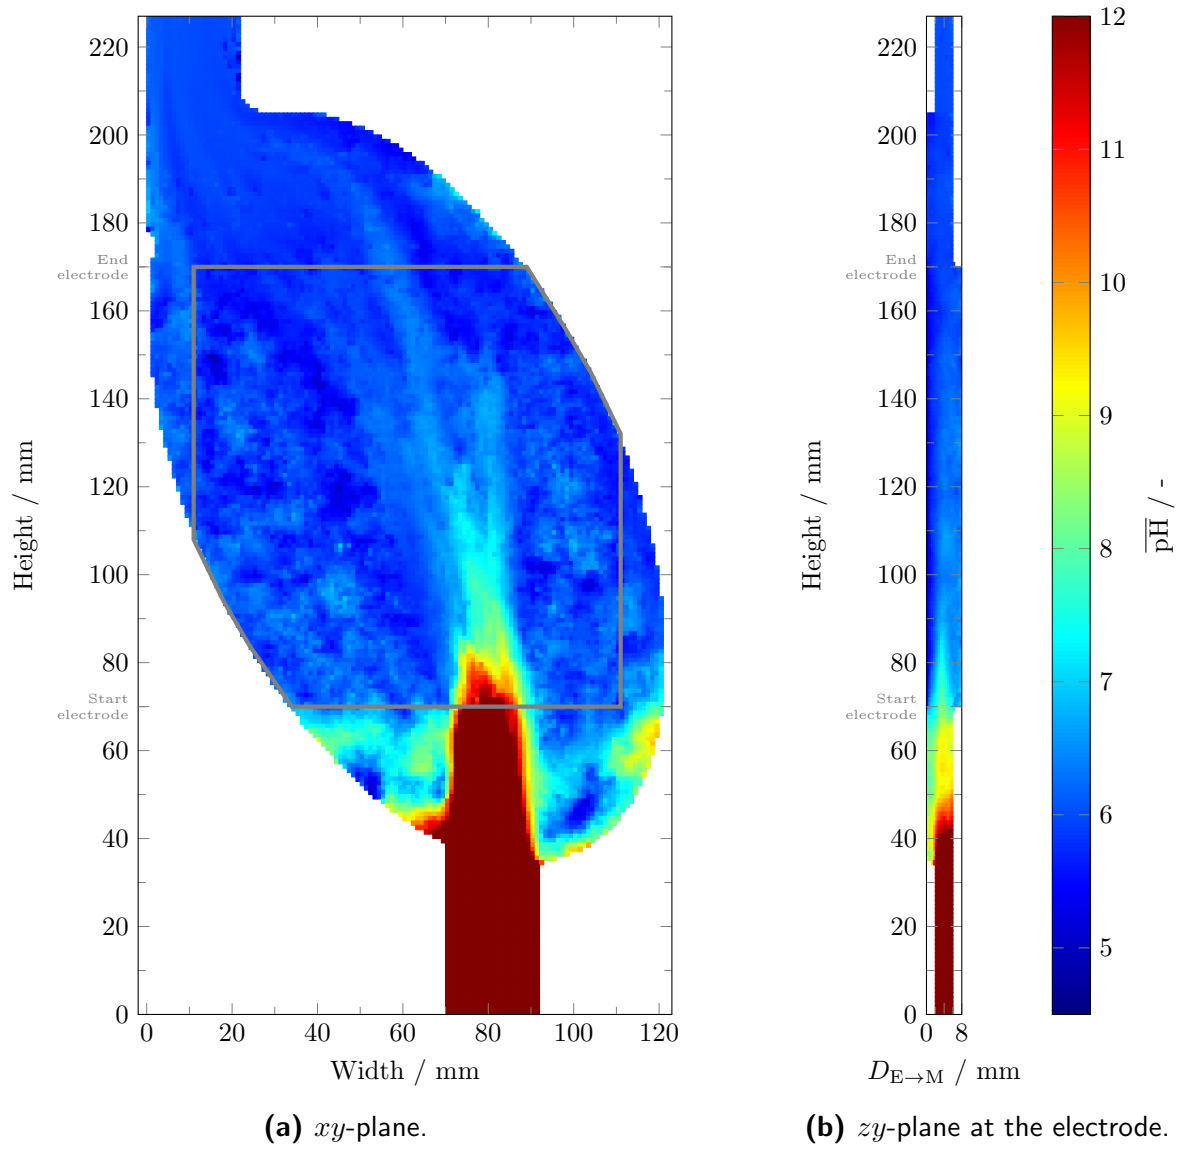 220
200
180
160
140
120
100
80
60
40
20
0
End
electrode
Start
electrode
Height / mm
0 20 40 60 80 100 120
Width / mm
(a) xy-plane.
220
200
180
160
140
120
100
80
60
40
20
0
End
electrode
Start
electrode
Height / mm
0 8
D_{E→M} / mm
(b) zy-plane at the electrode.
12
11
10
9
8
7
6
5
p̅H̅ / -